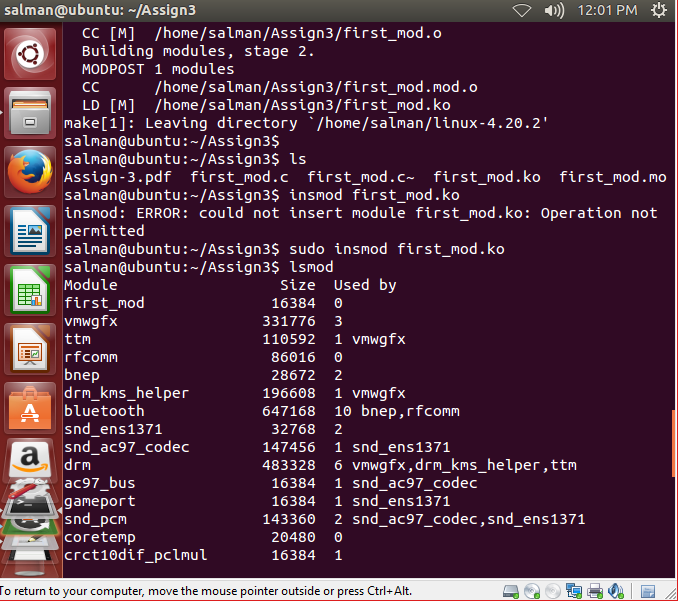 salman@ubuntu: ~/Assign3 12:01 PM
CC [M] /home/salman/Assign3/first_mod.o
Building modules, stage 2.
MODPOST 1 modules
CC /home/salman/Assign3/first_mod.mod.o
LD [M] /home/salman/Assign3/first_mod.ko
make[1]: Leaving directory `/home/salman/linux-4.20.2'
salman@ubuntu:~/Assign3$
salman@ubuntu:~/Assign3$ ls
Assign-3.pdf first_mod.c first_mod.c~ first_mod.ko first_mod.mo
salman@ubuntu:~/Assign3$ insmod first_mod.ko
insmod: ERROR: could not insert module first_mod.ko: Operation not
permitted
salman@ubuntu:~/Assign3$ sudo insmod first_mod.ko
salman@ubuntu:~/Assign3$ lsmod
Module Size Used by
first_mod 16384 0
vmwgfx 331776 3
ttm 110592 1 vmwgfx
rfcomm 86016 0
bnep 28672 2
drm_kms_helper 196608 1 vmwgfx
bluetooth 647168 10 bnep,rfcomm
snd_ens1371 32768 2
snd_ac97_codec 147456 1 snd_ens1371
drm 483328 6 vmwgfx,drm_kms_helper,ttm
ac97_bus 16384 1 snd_ac97_codec
gameport 16384 1 snd_ens1371
snd_pcm 143360 2 snd_ac97_codec,snd_ens1371
coretemp 20480 0
crct10dif_pclmul 16384 1
To return to your computer, move the mouse pointer outside or press Ctrl+Alt.